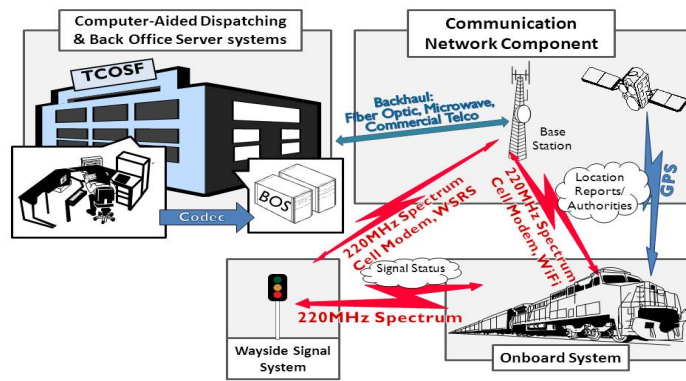 Computer-Aided Dispatching
& Back Office Server systems
TCOSF
BOS
Codec
Communication
Network Component
Backhaul:
Fiber Optic, Microwave,
Commercial Telco
Base
Station
GPS
Location
Reports/
Authorities
220MHz Spectrum
Cell Modem, WSRS
220MHz Spectrum
Cell Modem, WiFi
Signal Status
220MHz Spectrum
Wayside Signal
System
Onboard System